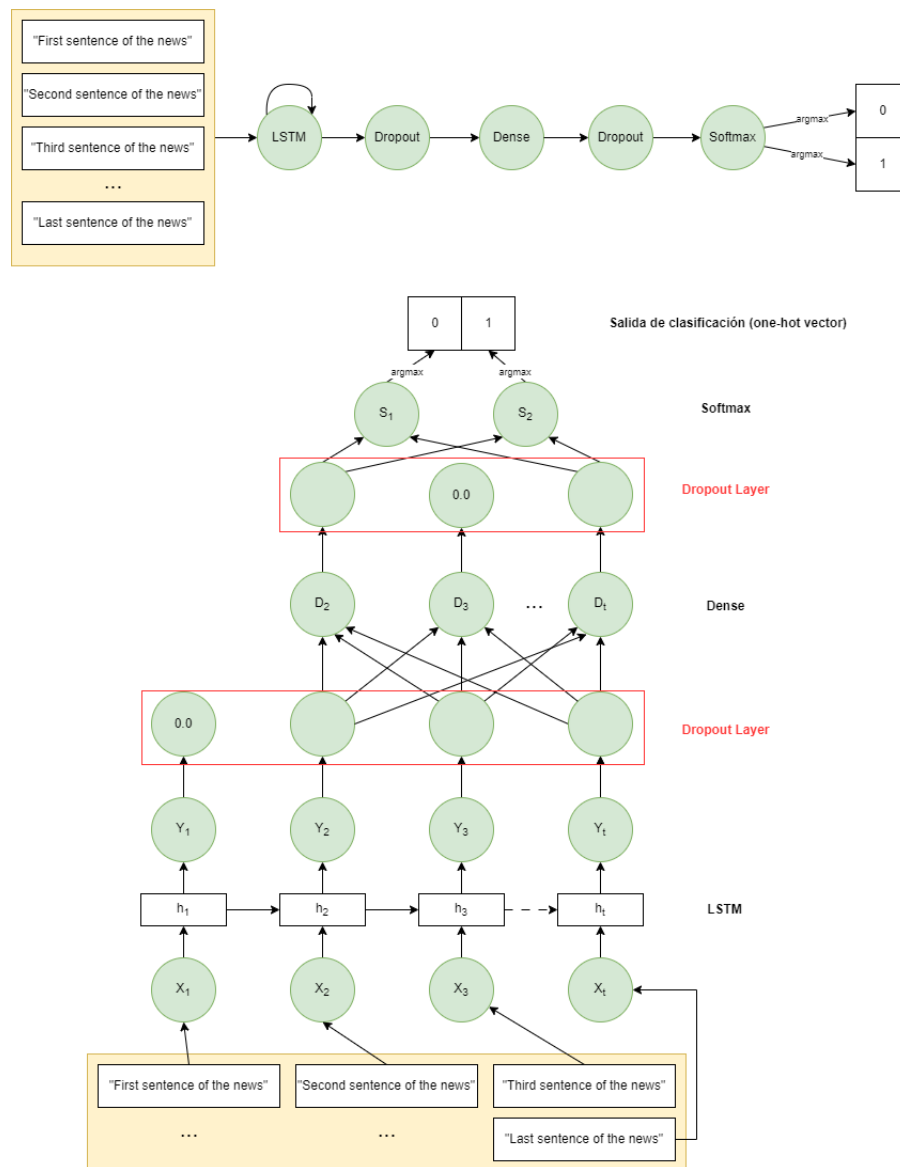 "First sentence of the news"
"Second sentence of the news"
"Third sentence of the news"
...
"Last sentence of the news"
LSTM
Dropout
Dense
Dropout
Softmax
argmax
argmax
0
1
0
1
Salida de clasificación (one-hot vector)
argmax
argmax
S1
S2
Softmax
0.0
Dropout Layer
D2
D3
...
Dt
Dense
0.0
Dropout Layer
Y1
Y2
Y3
Yt
h1
h2
h3
ht
LSTM
X1
X2
X3
Xt
"First sentence of the news"
"Second sentence of the news"
"Third sentence of the news"
...
...
"Last sentence of the news"